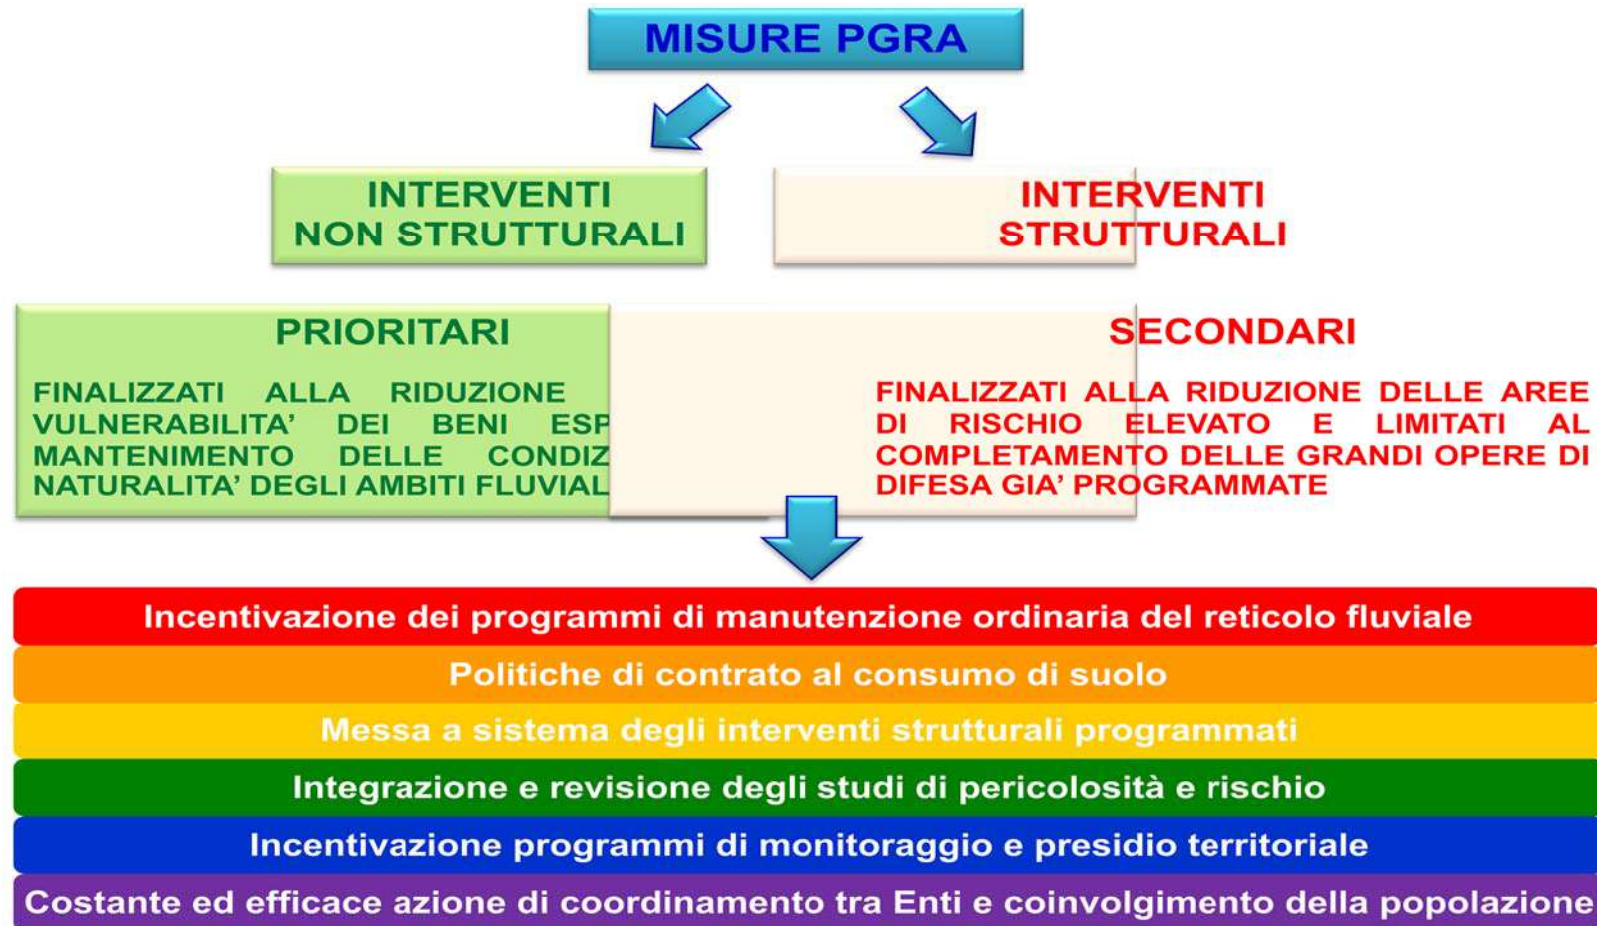 MISURE PGRA
INTERVENTI
NON STRUTTURALI
INTERVENTI
STRUTTURALI
PRIORITARI
FINALIZZATI ALLA RIDUZIONE
VULNERABILITA’ DEI BENI ESP
MANTENIMENTO DELLE CONDIZ
NATURALITA’ DEGLI AMBITI FLUVIAL
SECONDARI
FINALIZZATI ALLA RIDUZIONE DELLE AREE
DI RISCHIO ELEVATO E LIMITATI AL
COMPLETAMENTO DELLE GRANDI OPERE DI
DIFESA GIA’ PROGRAMMATE
Incentivazione dei programmi di manutenzione ordinaria del reticolo fluviale
Politiche di contrato al consumo di suolo
Messa a sistema degli interventi strutturali programmati
Integrazione e revisione degli studi di pericolosità e rischio
Incentivazione programmi di monitoraggio e presidio territoriale
Costante ed efficace azione di coordinamento tra Enti e coinvolgimento della popolazione